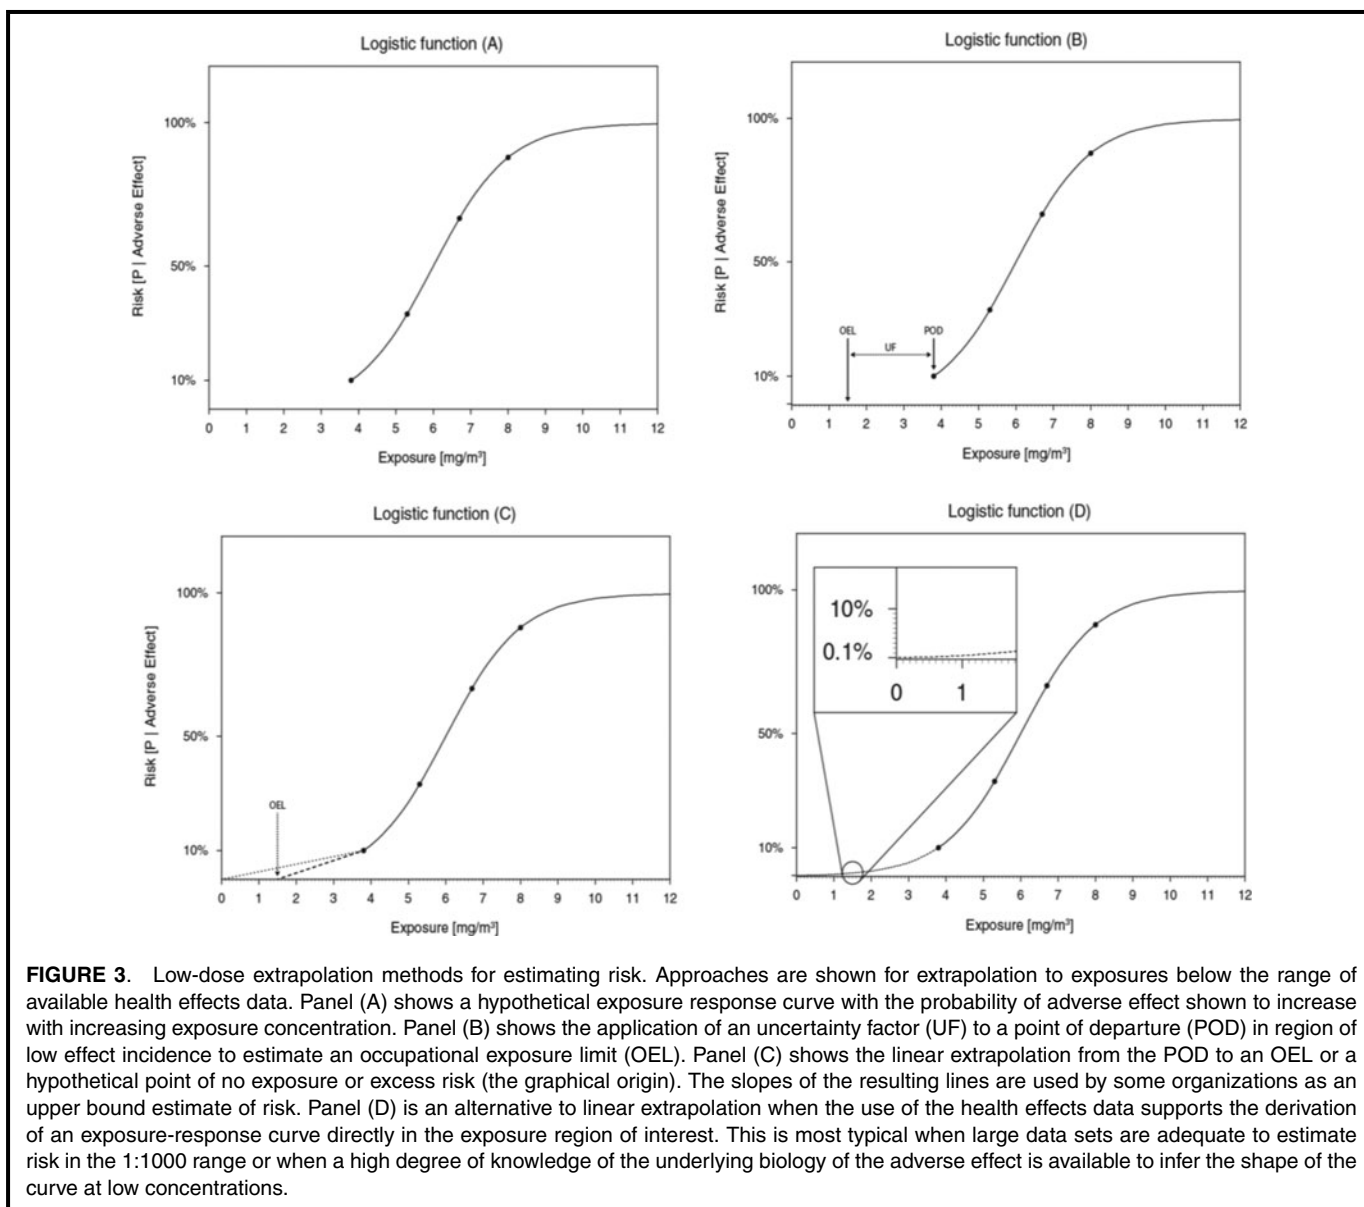 Logistic function (A)
100%
50%
10%
Risk [P | Adverse Effect]
0 1 2 3 4 5 6 7 8 9 10 11 12
Exposure [mg/m³]
Logistic function (B)
100%
50%
10%
Risk [P | Adverse Effect]
OEL
UF
POD
0 1 2 3 4 5 6 7 8 9 10 11 12
Exposure [mg/m³]
Logistic function (C)
100%
50%
10%
Risk [P | Adverse Effect]
OEL
0 1 2 3 4 5 6 7 8 9 10 11 12
Exposure [mg/m³]
Logistic function (D)
100%
50%
10%
10%
0.1%
0 1
0 1 2 3 4 5 6 7 8 9 10 11 12
Exposure [mg/m³]
FIGURE 3. Low-dose extrapolation methods for estimating risk. Approaches are shown for extrapolation to exposures below the range of
available health effects data. Panel (A) shows a hypothetical exposure response curve with the probability of adverse effect shown to increase
with increasing exposure concentration. Panel (B) shows the application of an uncertainty factor (UF) to a point of departure (POD) in region of
low effect incidence to estimate an occupational exposure limit (OEL). Panel (C) shows the linear extrapolation from the POD to an OEL or a
hypothetical point of no exposure or excess risk (the graphical origin). The slopes of the resulting lines are used by some organizations as an
upper bound estimate of risk. Panel (D) is an alternative to linear extrapolation when the use of the health effects data supports the derivation
of an exposure-response curve directly in the exposure region of interest. This is most typical when large data sets are adequate to estimate
risk in the 1:1000 range or when a high degree of knowledge of the underlying biology of the adverse effect is available to infer the shape of the
curve at low concentrations.